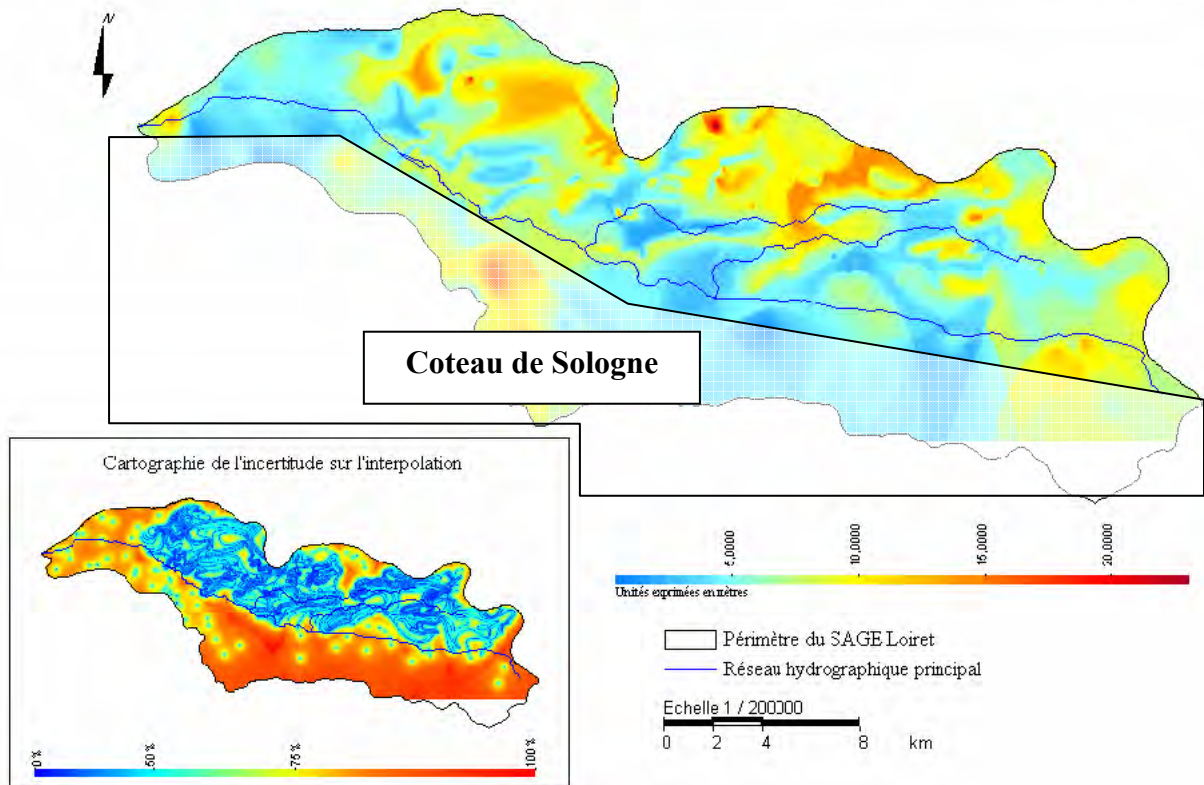 N
Coteau de Sologne
Cartographie de l'incertitude sur l'interpolation
0 %
50 %
75 %
100 %
5,0000
10,0000
15,0000
20,0000
Unités exprimées en mètres
Périmètre du SAGE Loiret
Réseau hydrographique principal
Echelle 1 / 200000
0 2 4 8 km